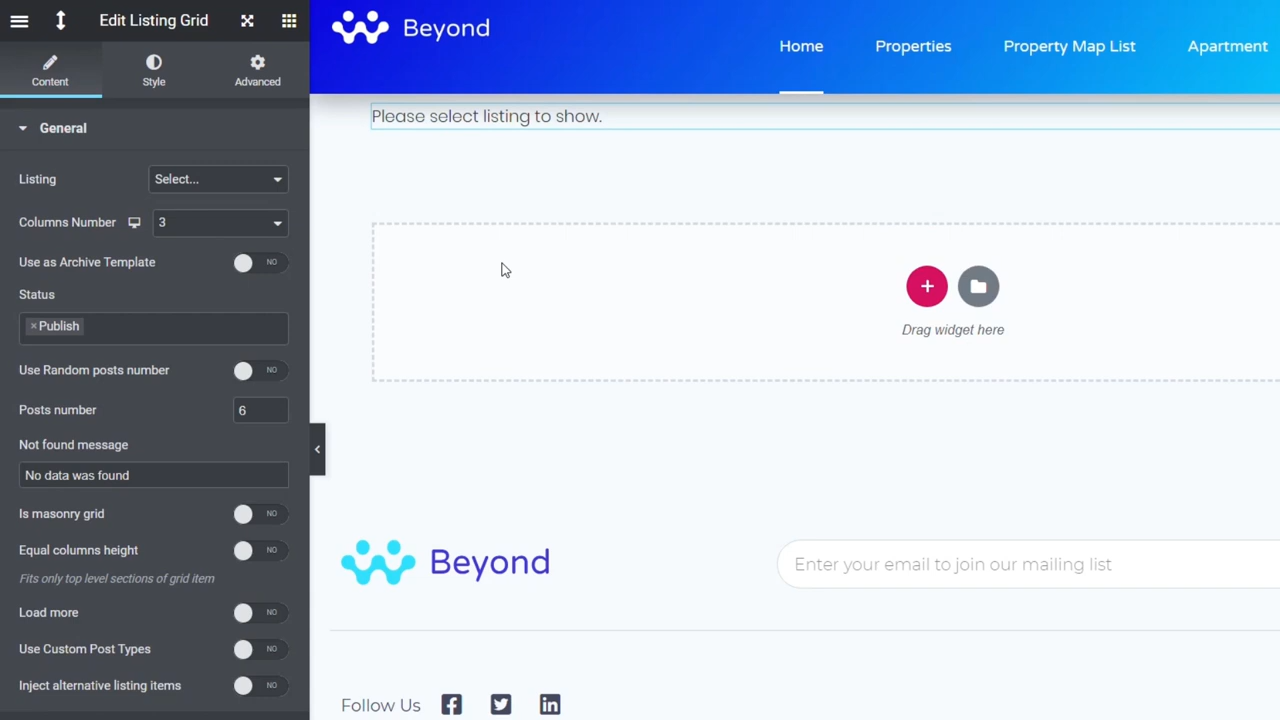 Edit Listing Grid
Content
Style
Advanced
General
Listing
Select...
Columns Number
3
Use as Archive Template
NO
Status
×Publish
Use Random posts number
NO
Posts number
6
Not found message
No data was found
Is masonry grid
NO
Equal columns height
NO
Fits only top level sections of grid item
Load more
NO
Use Custom Post Types
NO
Inject alternative listing items
NO
Beyond
Home
Properties
Property Map List
Apartment
Please select listing to show.
Drag widget here
Beyond
Enter your email to join our mailing list
Follow Us